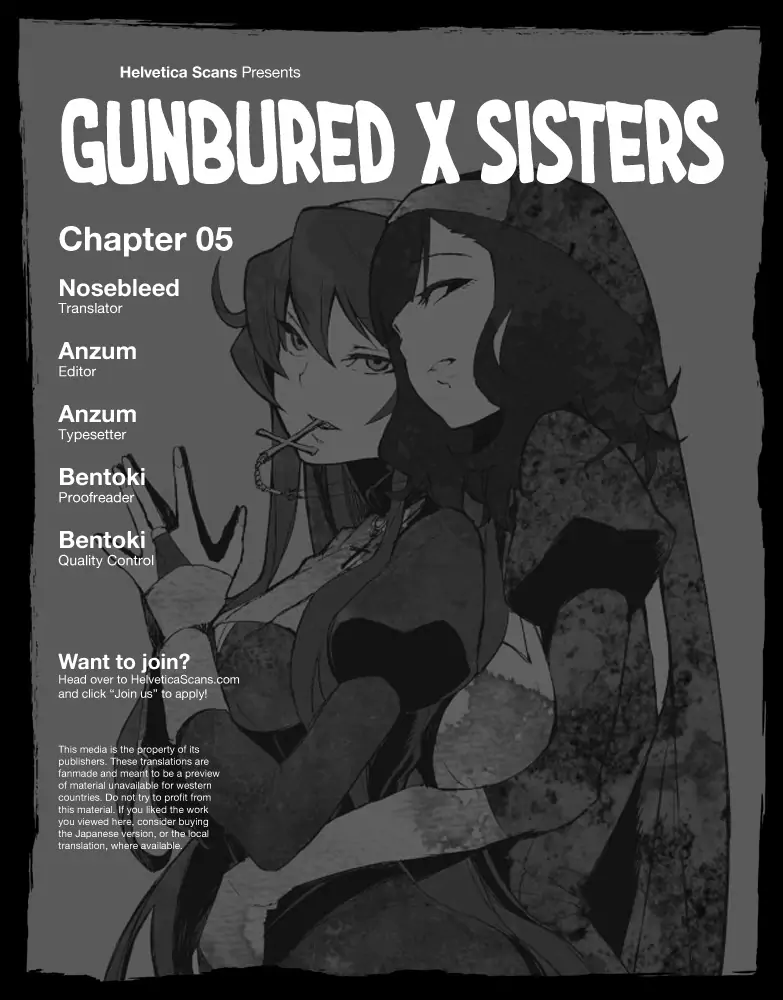 Helvetica Scans Presents
GUNBURED X SISTERS
Chapter 05
Nosebleed
Translator
Anzum
Editor
Anzum
Typesetter
Bentoki
Proofreader
Bentoki
Quality Control
Want to join?
Head over to HelveticaScans.com
and click “Join us” to apply!
This media is the property of its
publishers. These translations are
fanmade and meant to be a preview
of material unavailable for western
countries. Do not try to profit from
this material. If you liked the work
you viewed here, consider buying
the Japanese version, or the local
translation, where available.